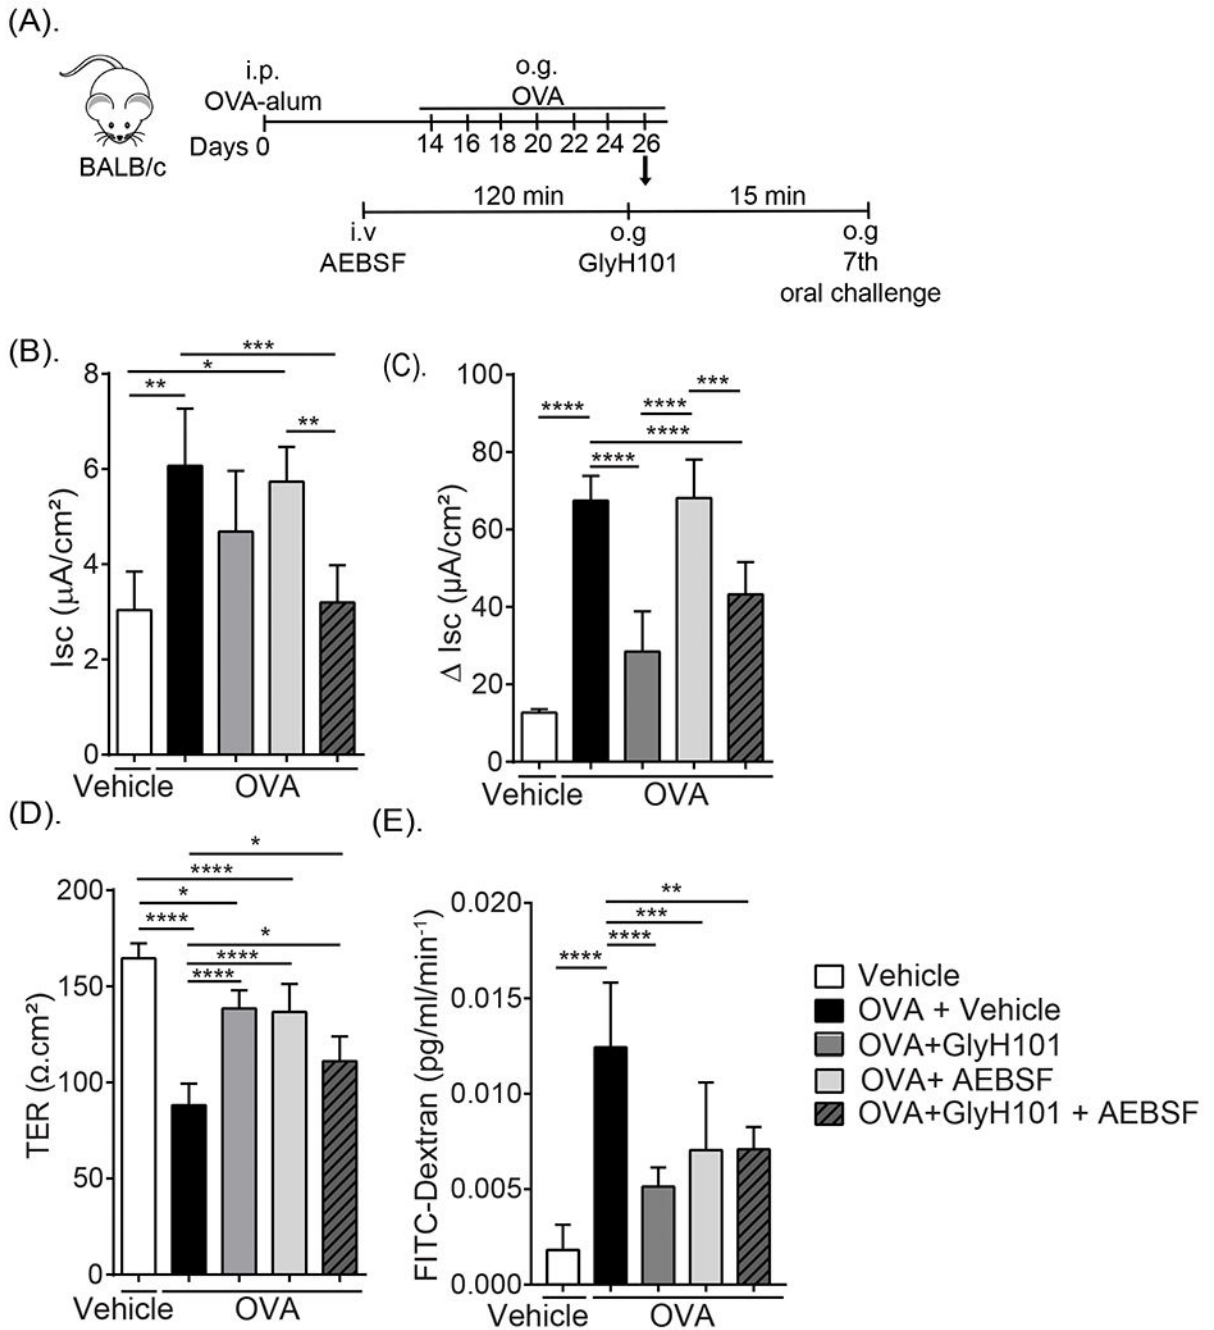 (A).
i.p.
OVA-alum
o.g.
OVA
BALB/c
Days 0
14 16 18 20 22 24 26
120 min
15 min
i.v
AEBSF
o.g
GlyH101
o.g
7th
oral challenge
(B).
***
*
**
**
Isc (µA/cm²)
8
6
4
2
0
Vehicle
OVA
(C).
***
****
****
****
****
Δ Isc (µA/cm²)
100
80
60
40
20
0
Vehicle
OVA
(D).
*
****
*
****
*
****
****
TER (Ω.cm²)
200
150
100
50
0
Vehicle
OVA
(E).
**
***
****
****
FITC-Dextran (pg/ml/min⁻¹)
0.020
0.015
0.010
0.005
0.000
Vehicle
OVA
Vehicle
OVA + Vehicle
OVA+GlyH101
OVA+ AEBSF
OVA+GlyH101 + AEBSF